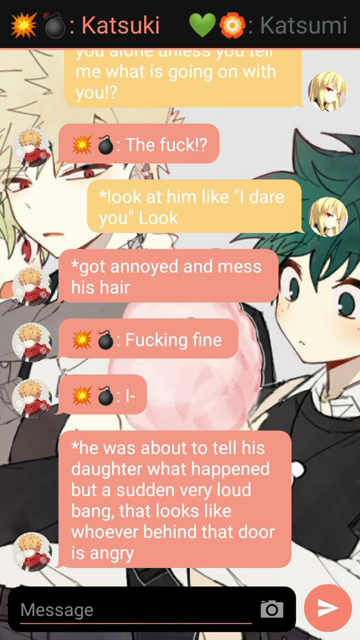 💥💣: Katsuki 💚🏵️: Katsumi
you alone unless you tell
me what is going on with
you!?
💥💣: The fuck!?
*look at him like "I dare
you" Look
*got annoyed and mess
his hair
💥💣: Fucking fine
💥💣: I-
*he was about to tell his
daughter what happened
but a sudden very loud
bang, that looks like
whoever behind that door
is angry
Message